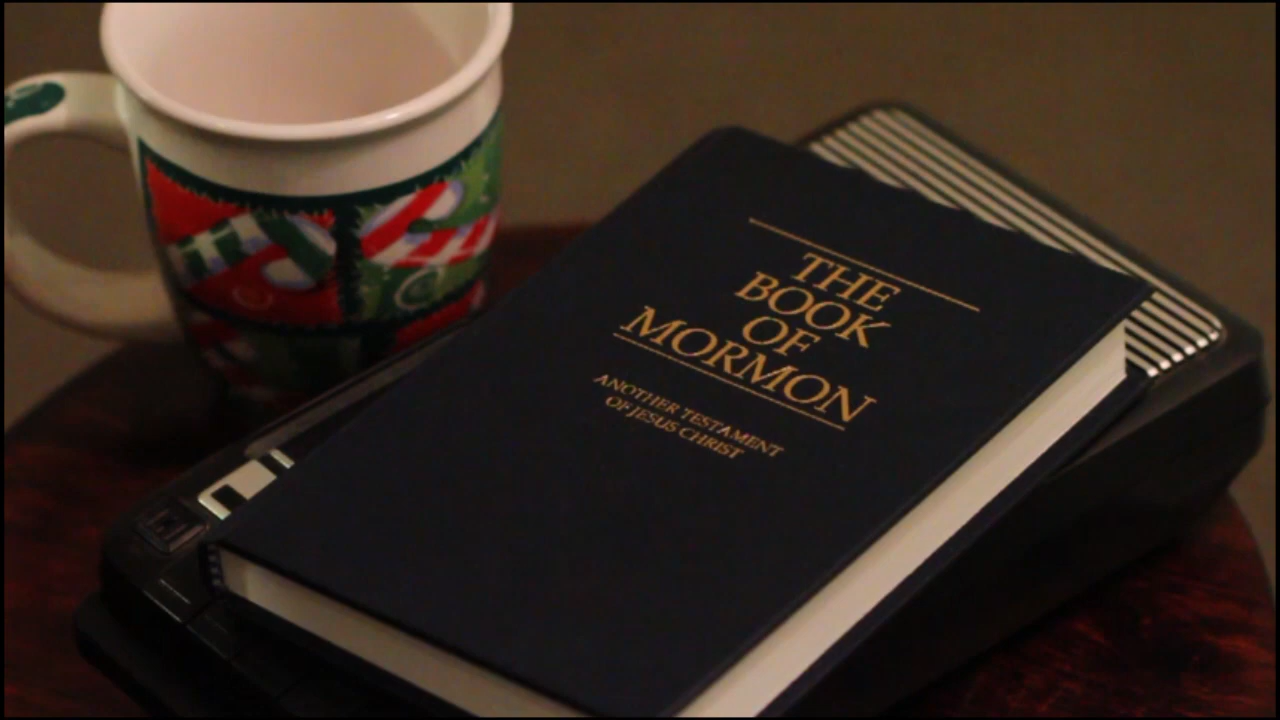 THE
BOOK
OF
MORMON
ANOTHER TESTAMENT
OF JESUS CHRIST